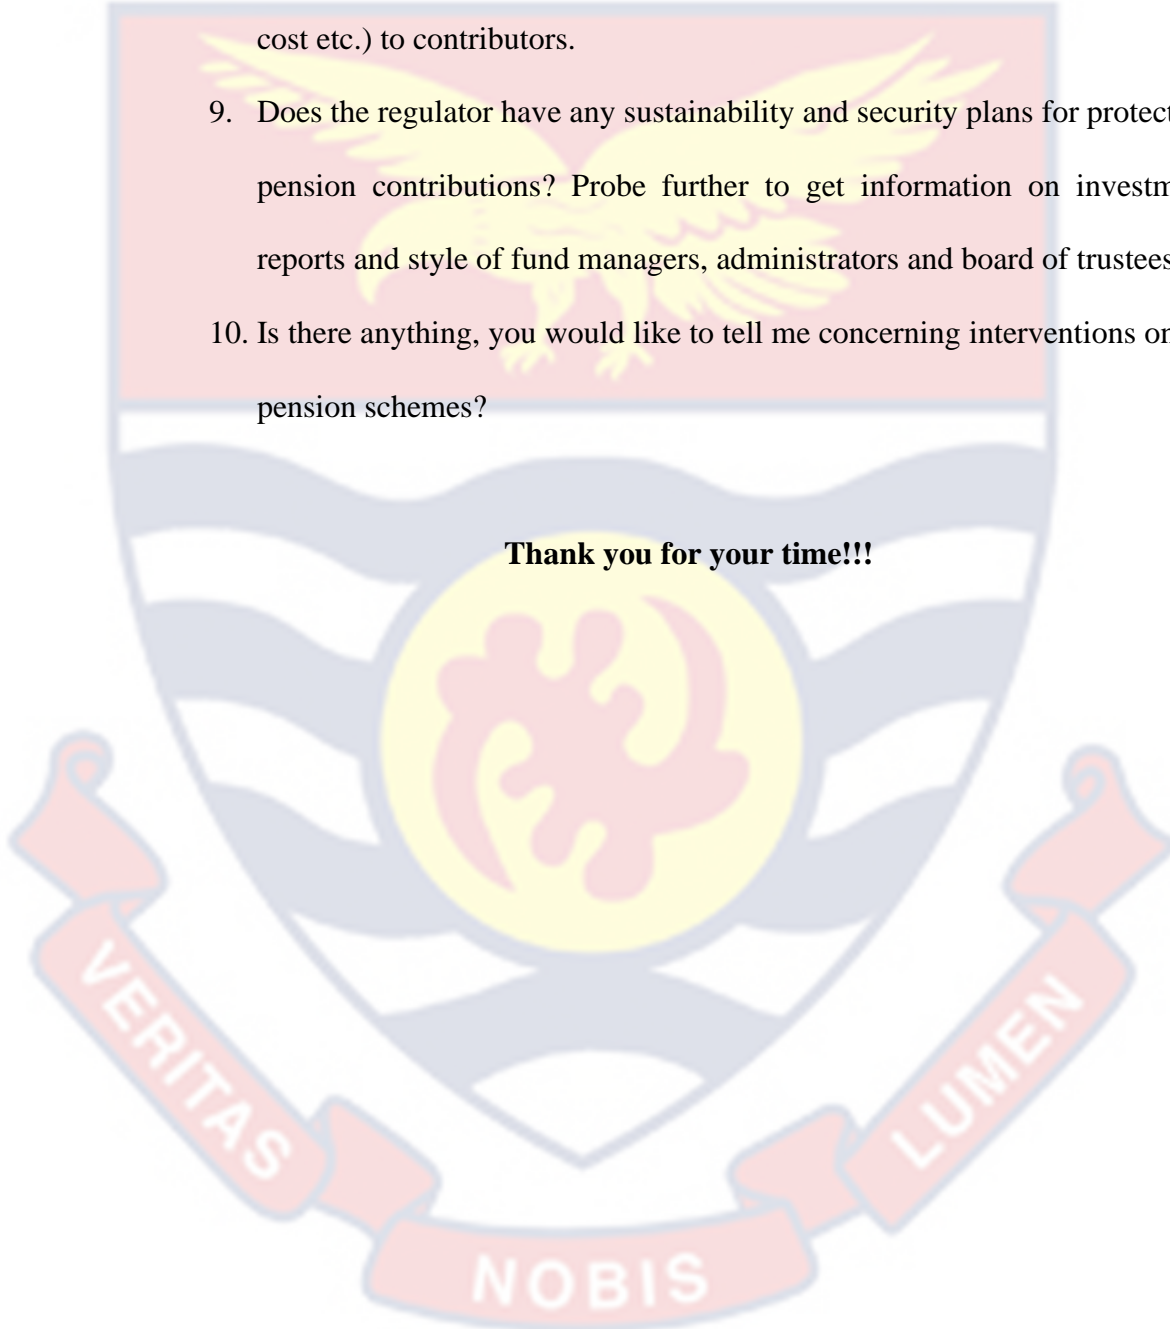 cost etc.) to contributors.
9. Does the regulator have any sustainability and security plans for protect
pension contributions? Probe further to get information on investm
reports and style of fund managers, administrators and board of trustees
10. Is there anything, you would like to tell me concerning interventions on
pension schemes?
Thank you for your time!!!
VERITAS
NOBIS
LUMEN